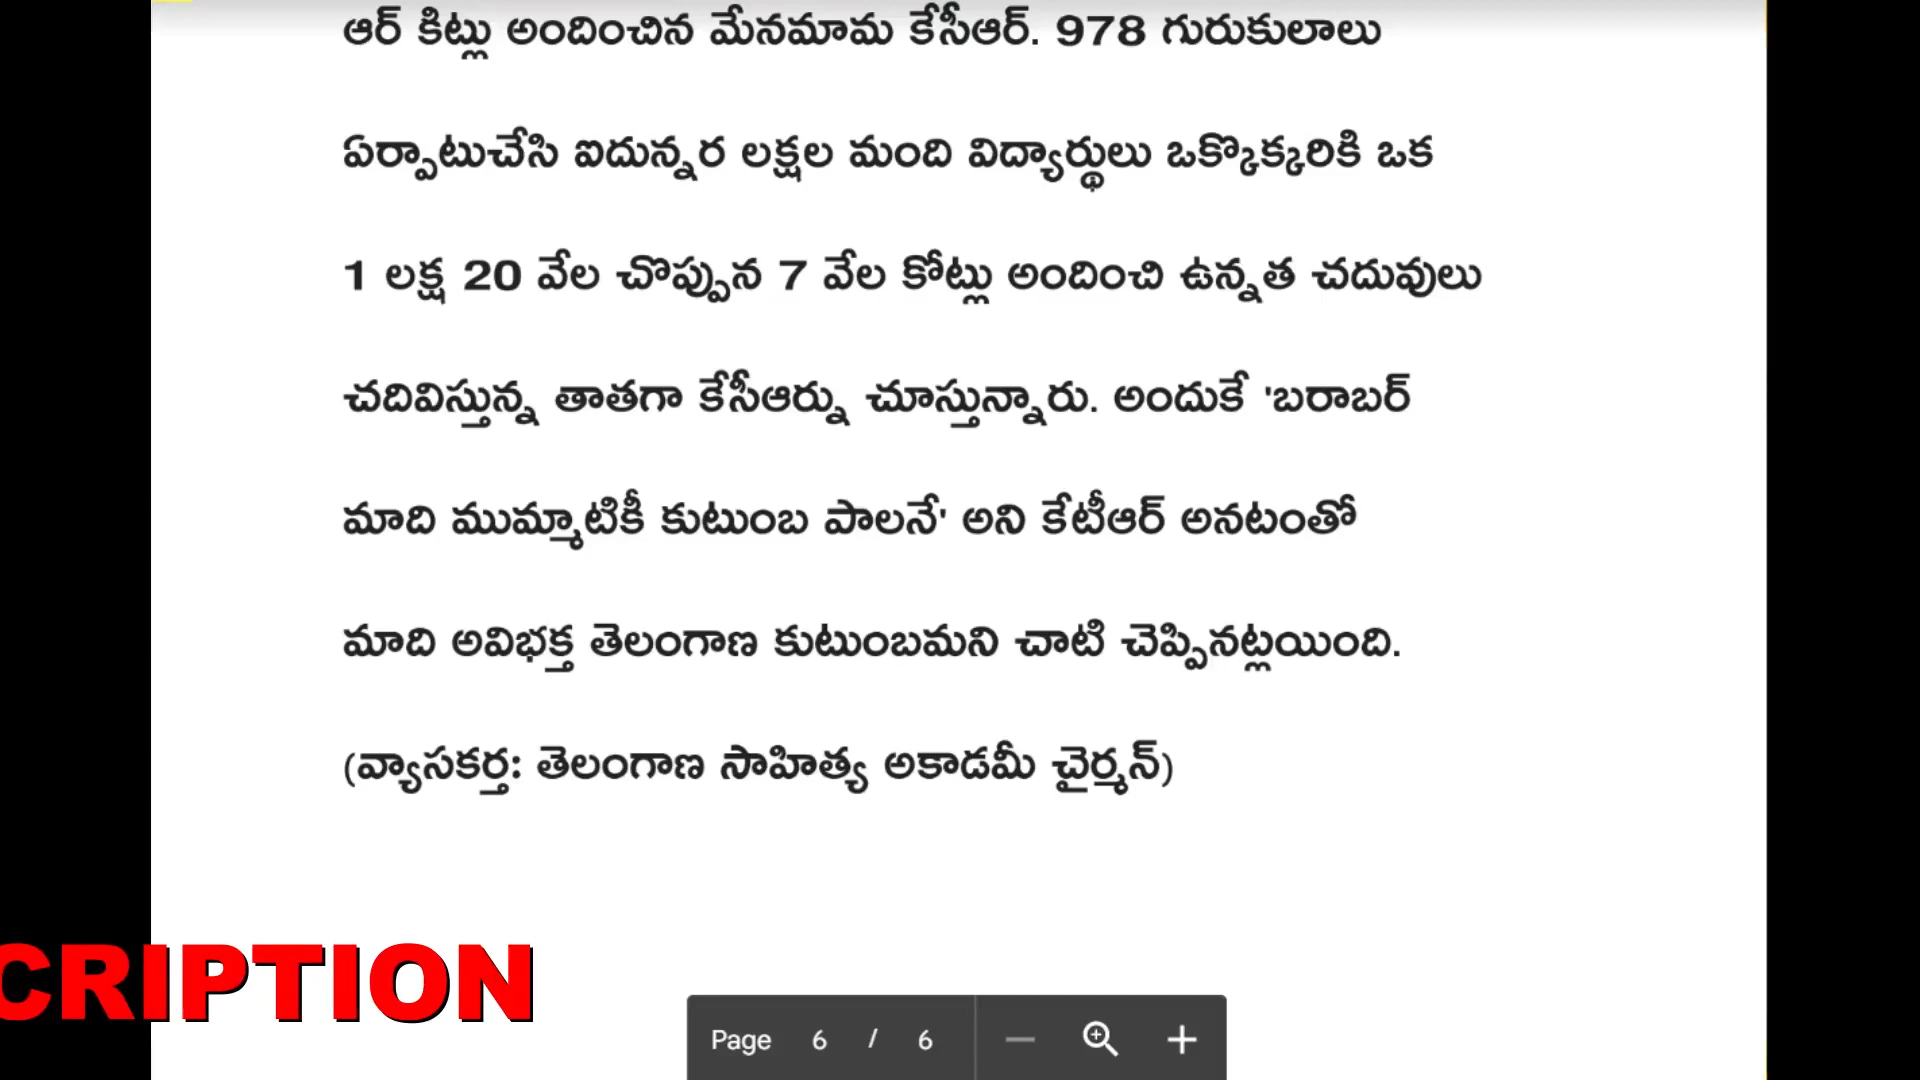 ఆర్ కిట్లు అందించిన మేనమామ కేసీఆర్. 978 గురుకులాలు
ఏర్పాటుచేసి ఐదున్నర లక్షల మంది విద్యార్థులు ఒక్కొక్కరికి ఒక
1 లక్ష 20 వేల చొప్పున 7 వేల కోట్లు అందించి ఉన్నత చదువులు
చదివిస్తున్న తాతగా కేసీఆర్ను చూస్తున్నారు. అందుకే 'బరాబర్
మాది ముమ్మాటికీ కుటుంబ పాలనే' అని కేటీఆర్ అనటంతో
మాది అవిభక్త తెలంగాణ కుటుంబమని చాటి చెప్పినట్లయింది.
(వ్యాసకర్త: తెలంగాణ సాహిత్య అకాడమీ చైర్మన్)
CRIPTION
Page 6 / 6